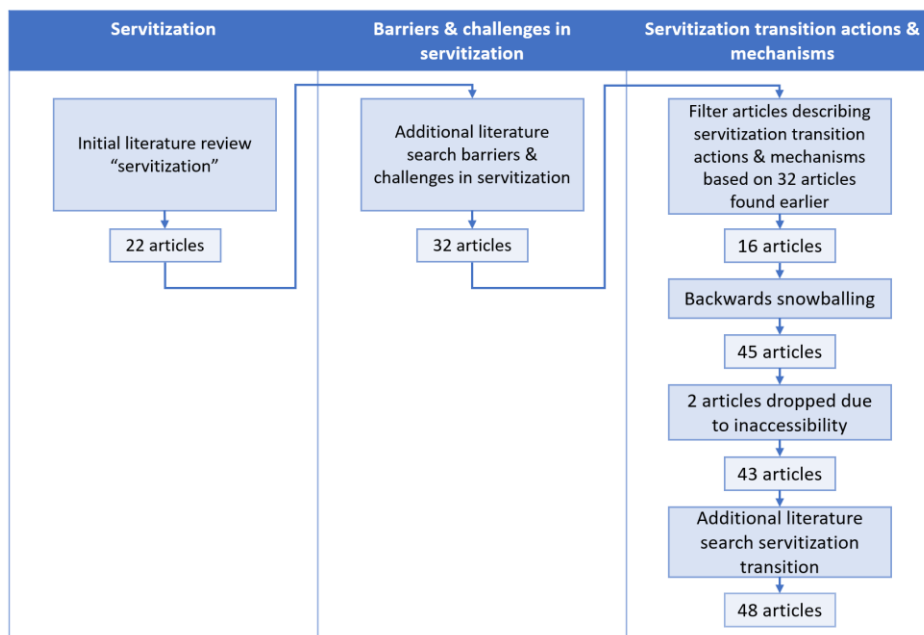 Servitization
Barriers & challenges in
servitization
Servitization transition actions &
mechanisms
Initial literature review
“servitization”
22 articles
Additional literature
search barriers &
challenges in servitization
32 articles
Filter articles describing
servitization transition
actions & mechanisms
based on 32 articles
found earlier
16 articles
Backwards snowballing
45 articles
2 articles dropped due
to inaccessibility
43 articles
Additional literature
search servitization
transition
48 articles